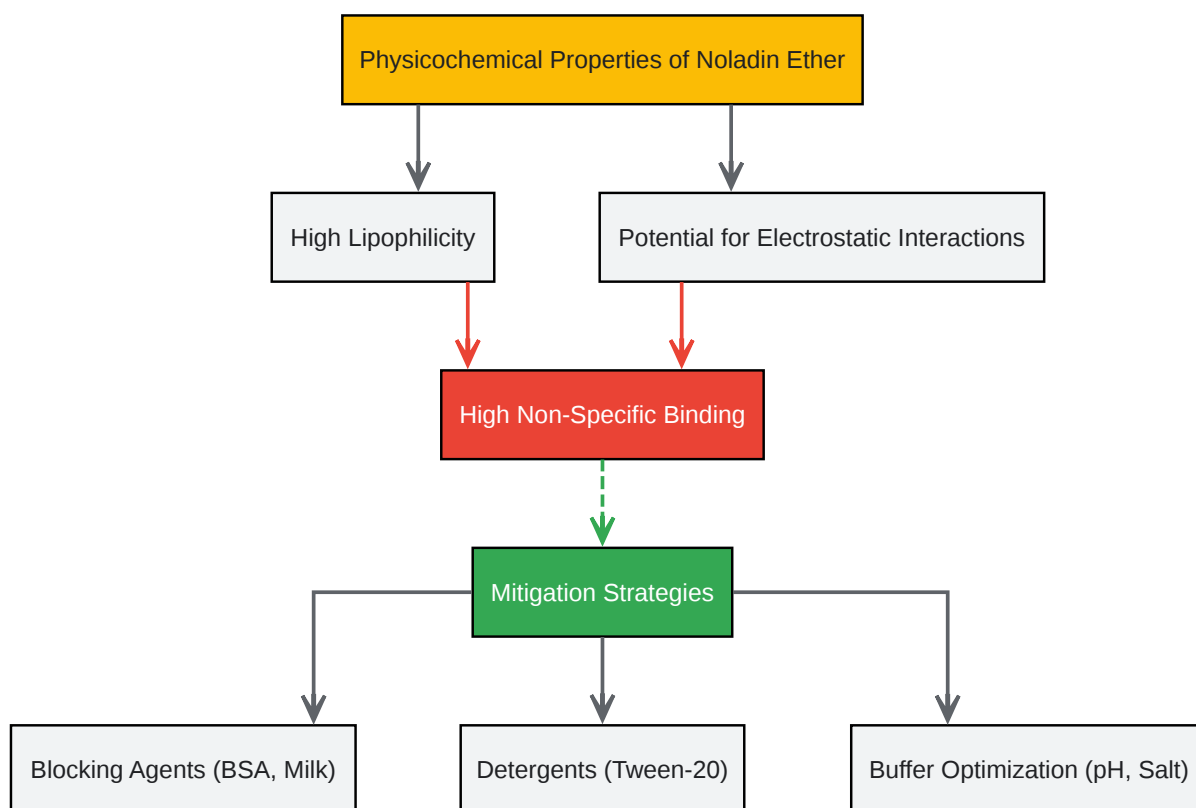 Physicochemical Properties of Noladin Ether
High Lipophilicity
Potential for Electrostatic Interactions
High Non-Specific Binding
Mitigation Strategies
Blocking Agents (BSA, Milk)
Detergents (Tween-20)
Buffer Optimization (pH, Salt)